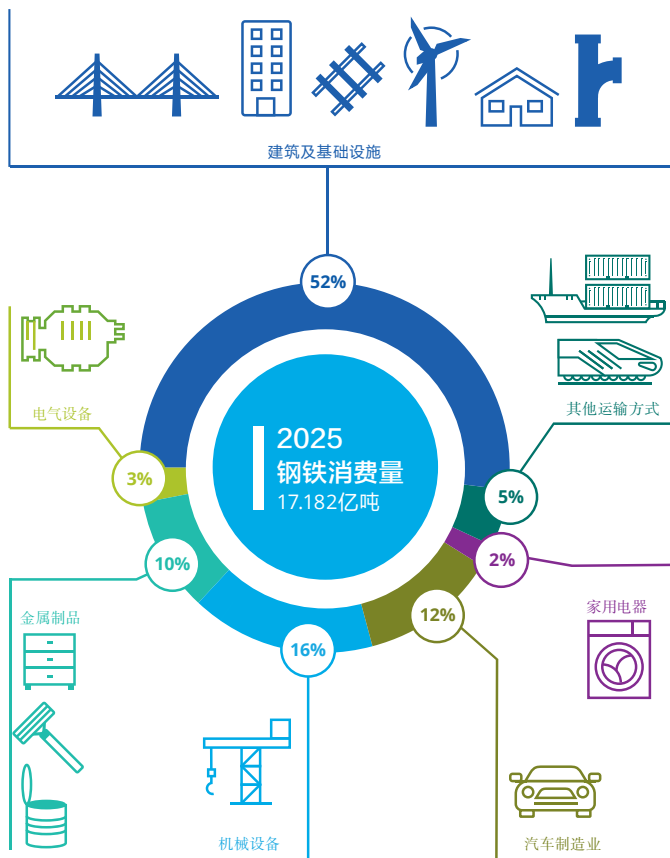 建筑及基础设施
52%
其他运输方式
电气设备
2025
钢铁消费量
17.182亿吨
3%
5%
10%
2%
家用电器
金属制品
12%
16%
机械设备
汽车制造业